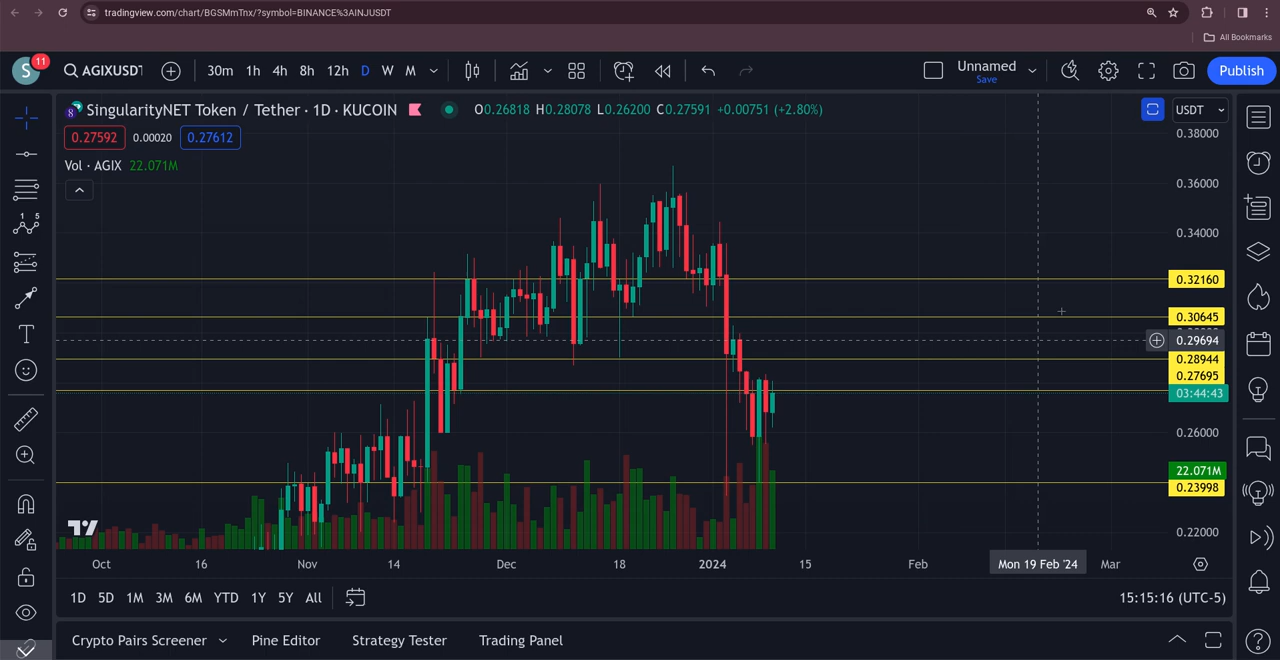 tradingview.com/chart/BGSMmTnx/?symbol=BINANCE%3AINJUSDT
All Bookmarks
S 11 AGIXUSDT 30m 1h 4h 8h 12h D W M Unnamed Save Publish
SingularityNET Token / Tether · 1D · KUCOIN O0.26818 H0.28078 L0.26200 C0.27591 +0.00751 (+2.80%) USDT
0.27592 0.00020 0.27612
Vol · AGIX 22.071M
0.38000
0.36000
0.34000
0.32160
0.30645
0.29694
0.28944
0.27695
03:44:43
0.26000
22.071M
0.23998
0.22000
Oct 16 Nov 14 Dec 18 2024 15 Feb Mon 19 Feb '24 Mar
1D 5D 1M 3M 6M YTD 1Y 5Y All 15:15:16 (UTC-5)
Crypto Pairs Screener Pine Editor Strategy Tester Trading Panel